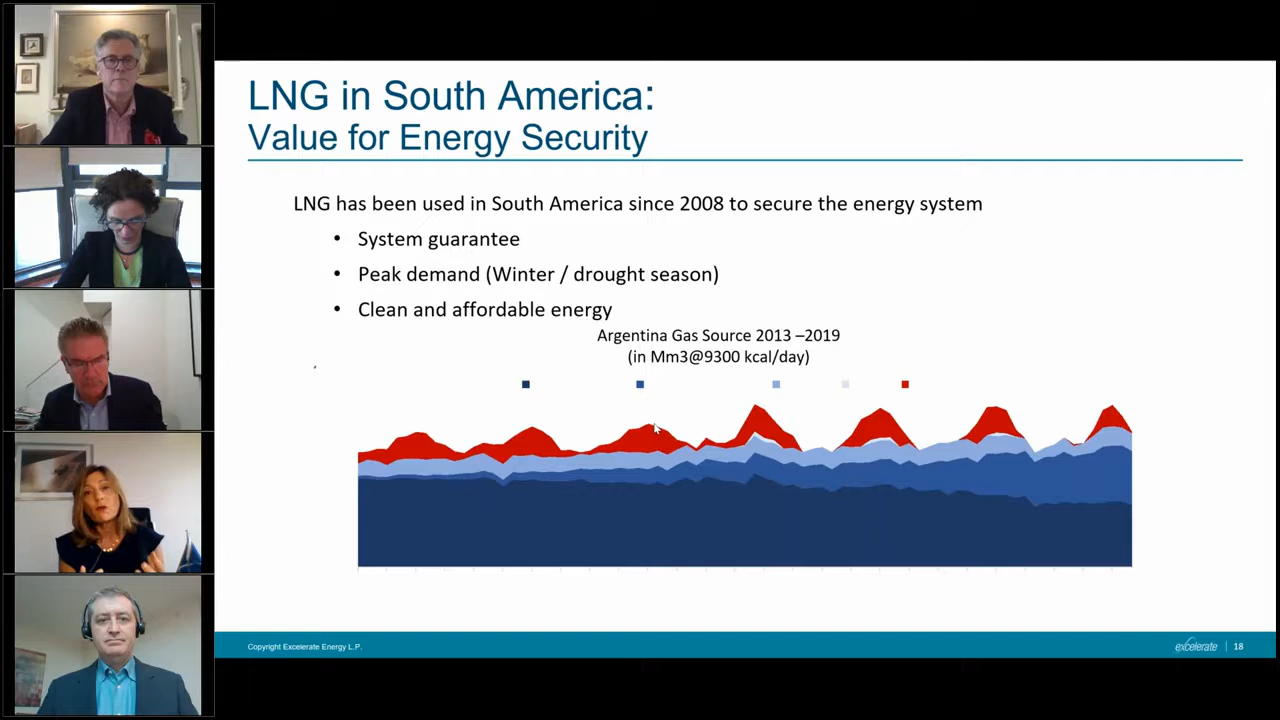 LNG in South America:
Value for Energy Security
LNG has been used in South America since 2008 to secure the energy system
• System guarantee
• Peak demand (Winter / drought season)
• Clean and affordable energy
Argentina Gas Source 2013 –2019
(in Mm3@9300 kcal/day)
Copyright Excelerate Energy L.P.
excelerate
18